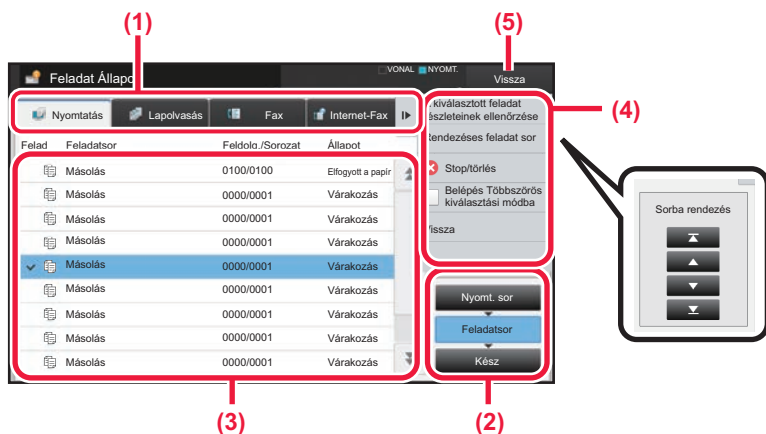 (1)
(5)
Feladat Állapo
VONAL
NYOMT.
Vissza
Nyomtatás
Lapolvasás
Fax
Internet-Fax
kiválasztott feladat
észleteinek ellenőrzése
(4)
Felad
Feladatsor
Feldolg./Sorozat
Állapot
endezéses feladat sor
Másolás 0100/0100 Elfogyott a papír
Stop/törlés
Másolás 0000/0001 Várakozás
Belépés Többszörös
kiválasztási módba
Másolás 0000/0001 Várakozás
Sorba rendezés
Másolás 0000/0001 Várakozás
issza
Másolás 0000/0001 Várakozás
Másolás 0000/0001 Várakozás
Nyomt. sor
Másolás 0000/0001 Várakozás
Feladatsor
Másolás 0000/0001 Várakozás
Másolás 0000/0001 Várakozás
Kész
(3)
(2)